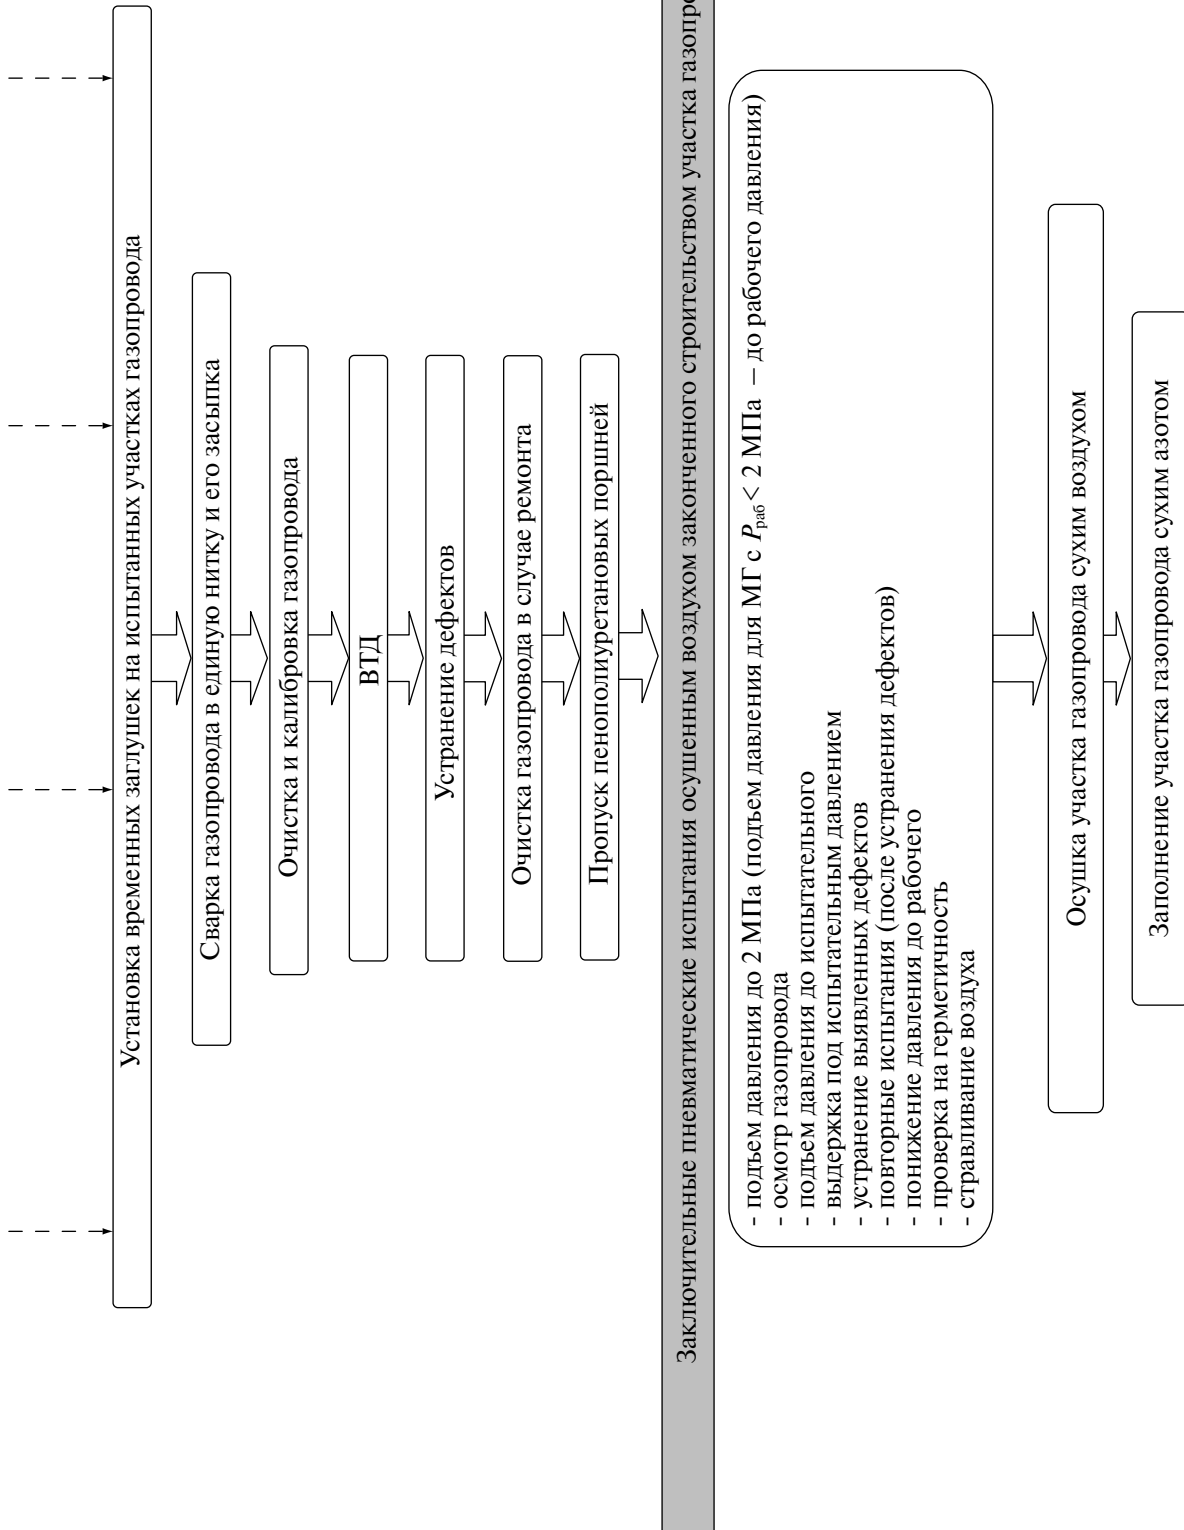 Установка временных заглушек на испытанных участках газопровода
Сварка газопровода в единую нитку и его засыпка
Очистка и калибровка газопровода
ВТД
Устранение дефектов
Очистка газопровода в случае ремонта
Пропуск пенополиуретановых поршней
Заключительные пневматические испытания осушенным воздухом законченного строительством участка газопро
- подъем давления до 2 МПа (подъем давления для МГ с Pраб < 2 МПа – до рабочего давления)
- осмотр газопровода
- подъем давления до испытательного
- выдержка под испытательным давлением
- устранение выявленных дефектов
- повторные испытания (после устранения дефектов)
- понижение давления до рабочего
- проверка на герметичность
- стравливание воздуха
Осушка участка газопровода сухим воздухом
Заполнение участка газопровода сухим азотом